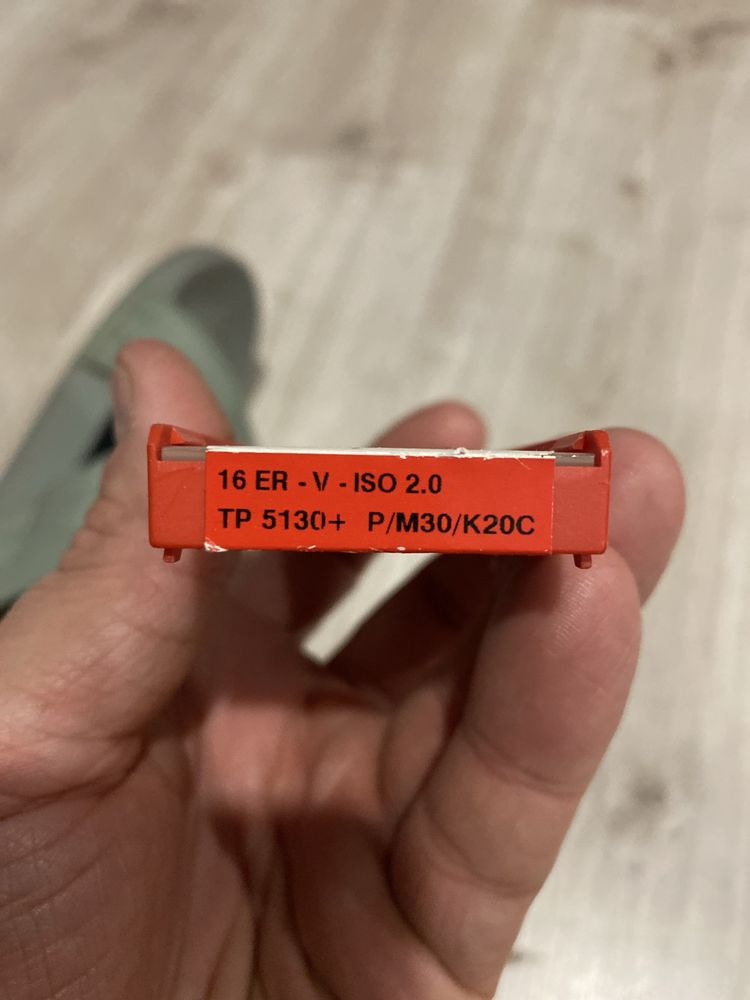 16 ER - V - ISO 2.0
TP 5130+ P/M30/K20C